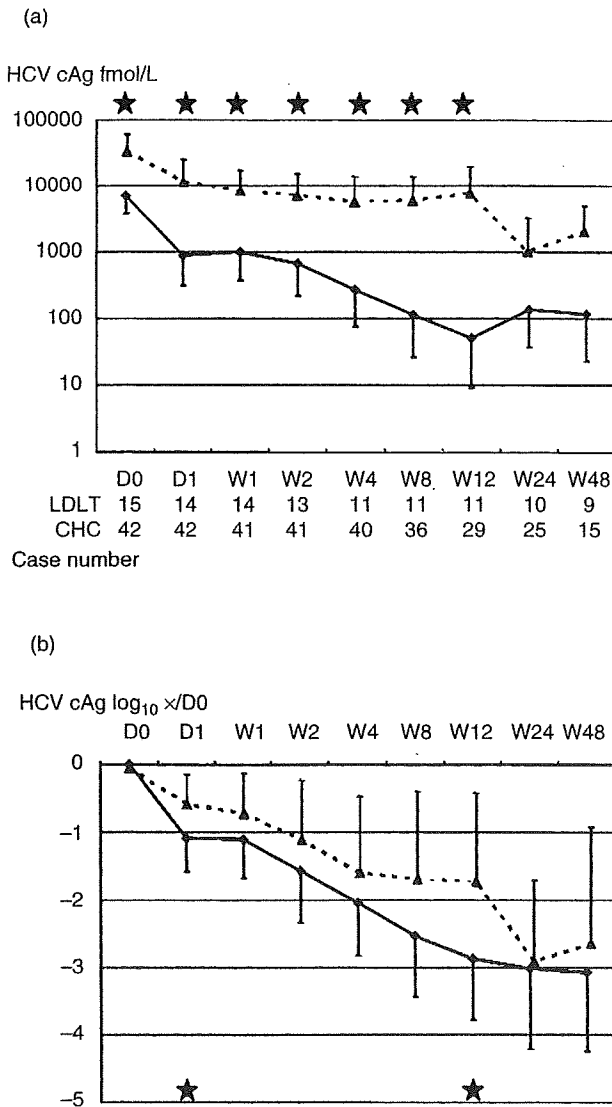 (a)
HCV cAg fmol/L
100000
10000
1000
100
10
1
D0 D1 W1 W2 W4 W8 W12 W24 W48
LDLT 15 14 14 13 11 11 11 10 9
CHC 42 42 41 41 40 36 29 25 15
Case number
(b)
HCV cAg log₁₀ ×/D0
D0 D1 W1 W2 W4 W8 W12 W24 W48
0
−1
−2
−3
−4
−5